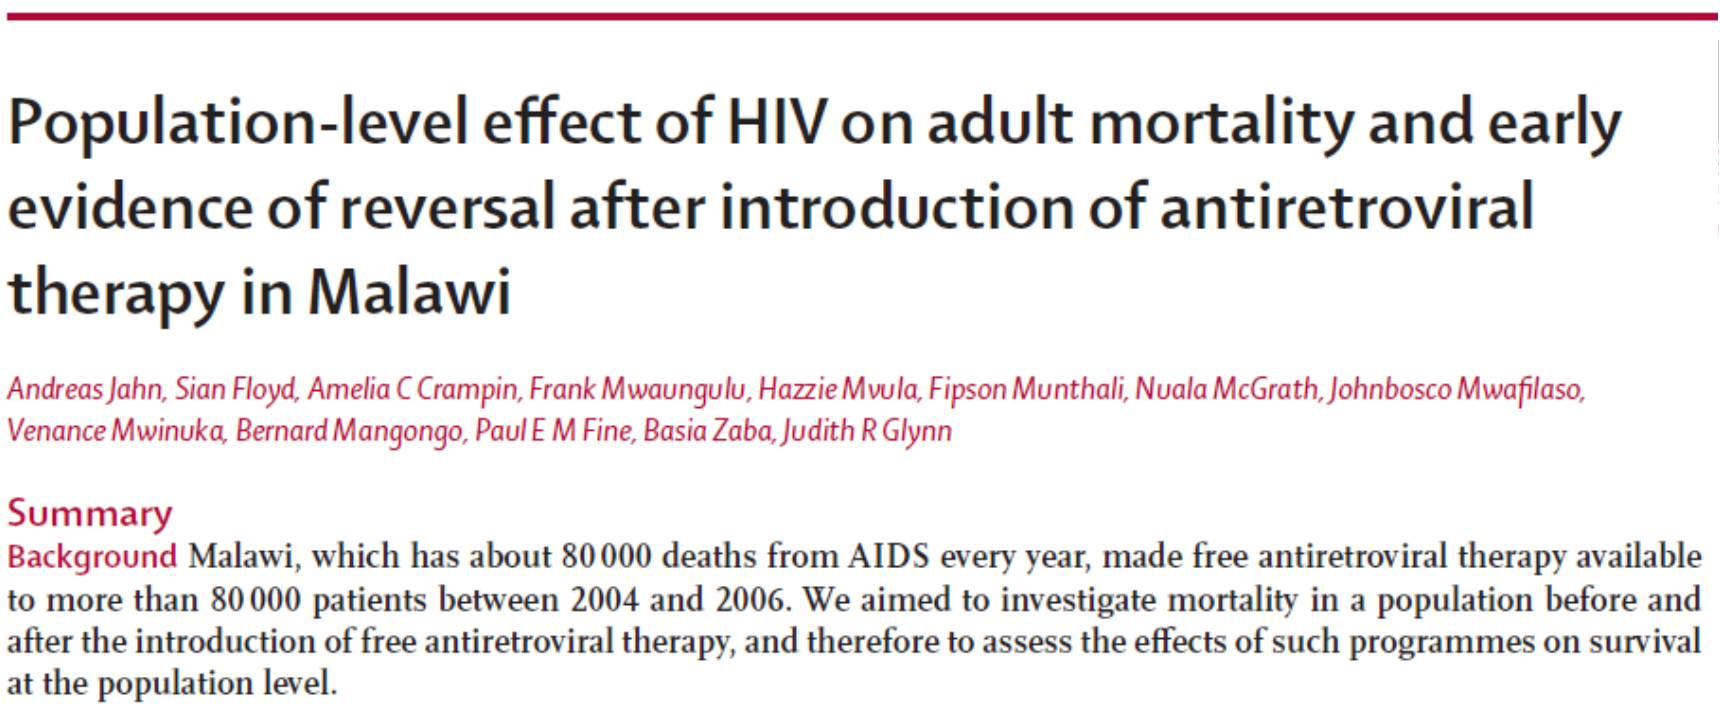 Population-level effect of HIV on adult mortality and early
evidence of reversal after introduction of antiretroviral
therapy in Malawi
Andreas Jahn, Sian Floyd, Amelia C Crampin, Frank Mwaungulu, Hazzie Mvula, Fipson Munthali, Nuala McGrath, Johnbosco Mwafilaso,
Venance Mwinuka, Bernard Mangongo, Paul E M Fine, Basia Zaba, Judith R Glynn
Summary
Background Malawi, which has about 80 000 deaths from AIDS every year, made free antiretroviral therapy available
to more than 80 000 patients between 2004 and 2006. We aimed to investigate mortality in a population before and
after the introduction of free antiretroviral therapy, and therefore to assess the effects of such programmes on survival
at the population level.